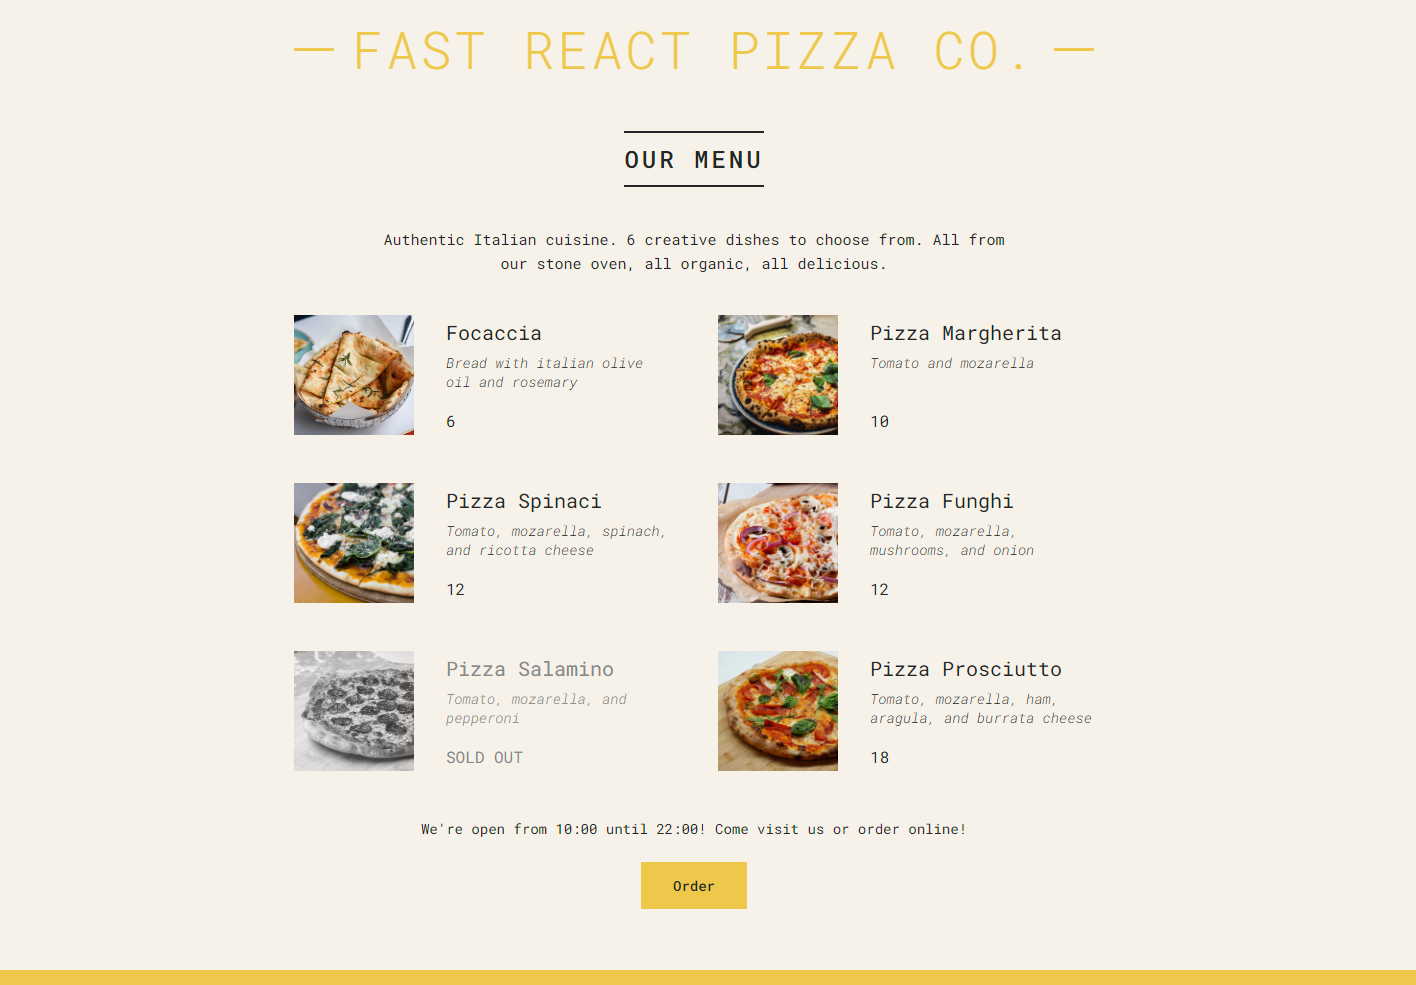 FAST REACT PIZZA CO.
OUR MENU
Authentic Italian cuisine. 6 creative dishes to choose from. All from
our stone oven, all organic, all delicious.
Focaccia
Bread with italian olive
oil and rosemary
6
Pizza Margherita
Tomato and mozarella
10
Pizza Spinaci
Tomato, mozarella, spinach,
and ricotta cheese
12
Pizza Funghi
Tomato, mozarella,
mushrooms, and onion
12
Pizza Salamino
Tomato, mozarella, and
pepperoni
SOLD OUT
Pizza Prosciutto
Tomato, mozarella, ham,
aragula, and burrata cheese
18
We're open from 10:00 until 22:00! Come visit us or order online!
Order